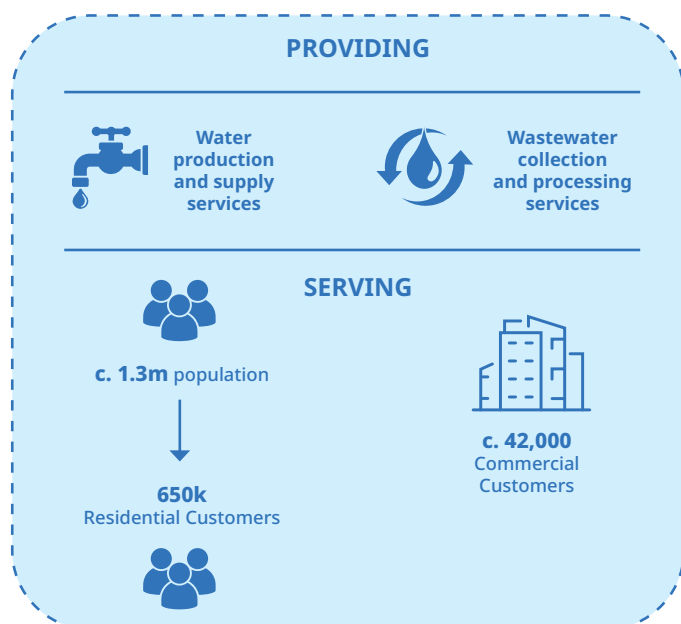 PROVIDING
Water
production
and supply
services
Wastewater
collection
and processing
services
SERVING
c. 1.3m population
650k
Residential Customers
c. 42,000
Commercial
Customers